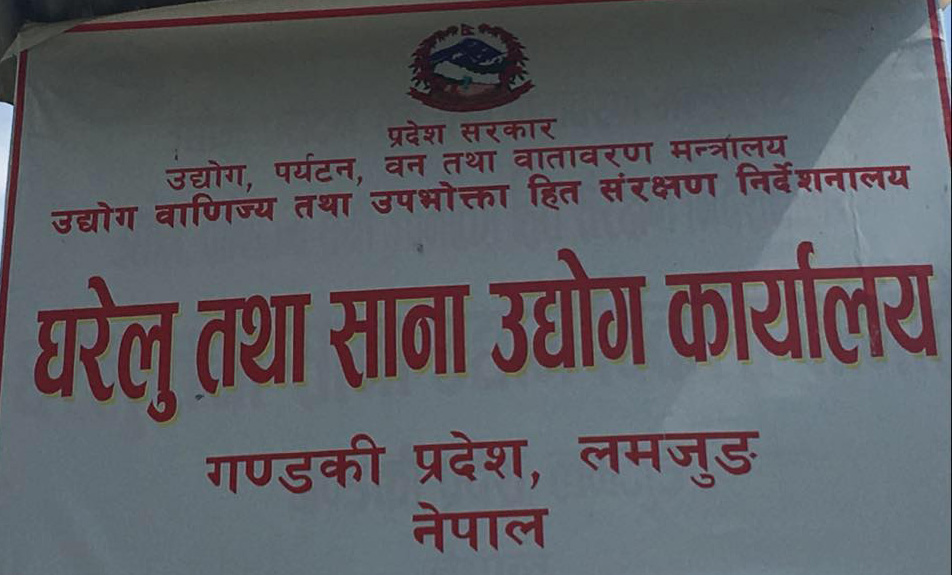 प्रदेश सरकार
उद्योग, पर्यटन, वन तथा वातावरण मन्त्रालय
उद्योग वाणिज्य तथा उपभोक्ता हित संरक्षण निर्देशनालय
घरेलु तथा साना उद्योग कार्यालय
गण्डकी प्रदेश, लमजुङ
नेपाल